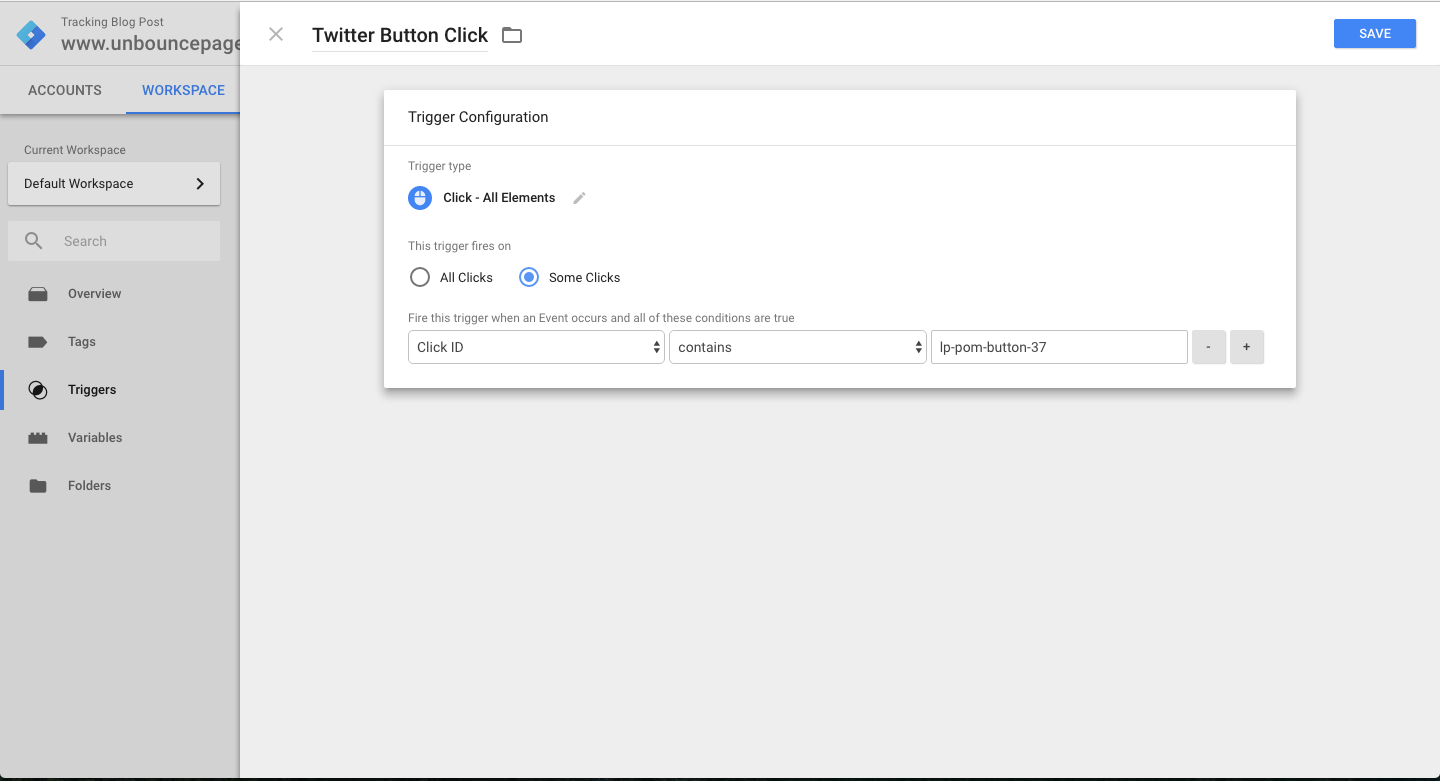 Tracking Blog Post
www.unbouncepage
Twitter Button Click
SAVE
ACCOUNTS
WORKSPACE
Current Workspace
Default Workspace
Search
Overview
Tags
Triggers
Variables
Folders
Trigger Configuration
Trigger type
Click - All Elements
This trigger fires on
All Clicks
Some Clicks
Fire this trigger when an Event occurs and all of these conditions are true
Click ID
contains
lp-pom-button-37
-
+